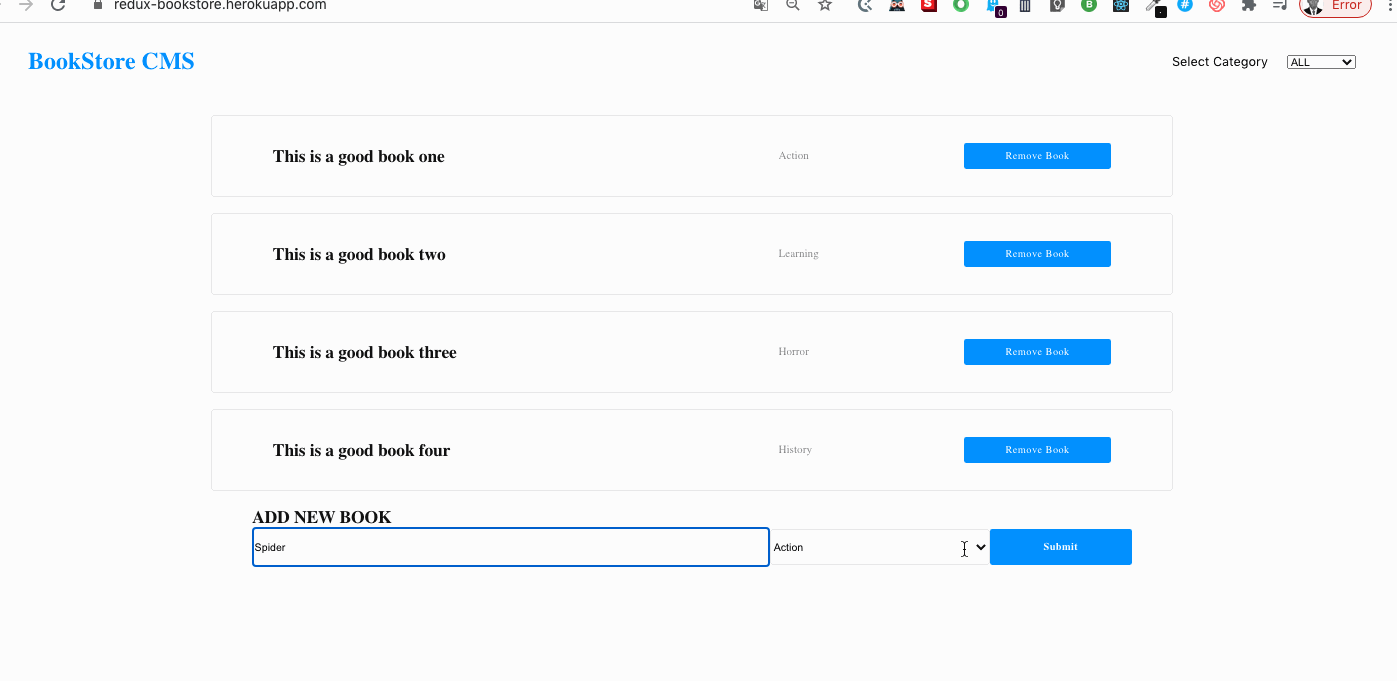 redux-bookstore.herokuapp.com
S
0
B
#
Error
BookStore CMS
Select Category
ALL
This is a good book one
Action
Remove Book
This is a good book two
Learning
Remove Book
This is a good book three
Horror
Remove Book
This is a good book four
History
Remove Book
ADD NEW BOOK
Spider
Action
Submit